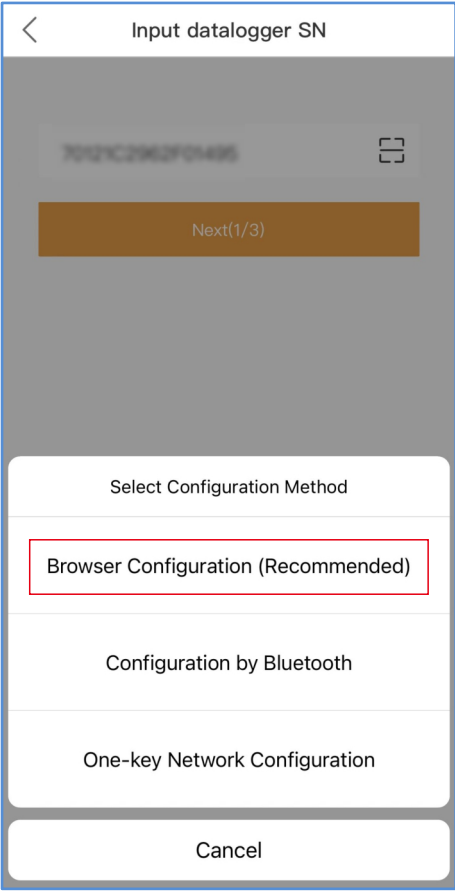 Input datalogger SN
Next(1/3)
Select Configuration Method
Browser Configuration (Recommended)
Configuration by Bluetooth
One-key Network Configuration
Cancel